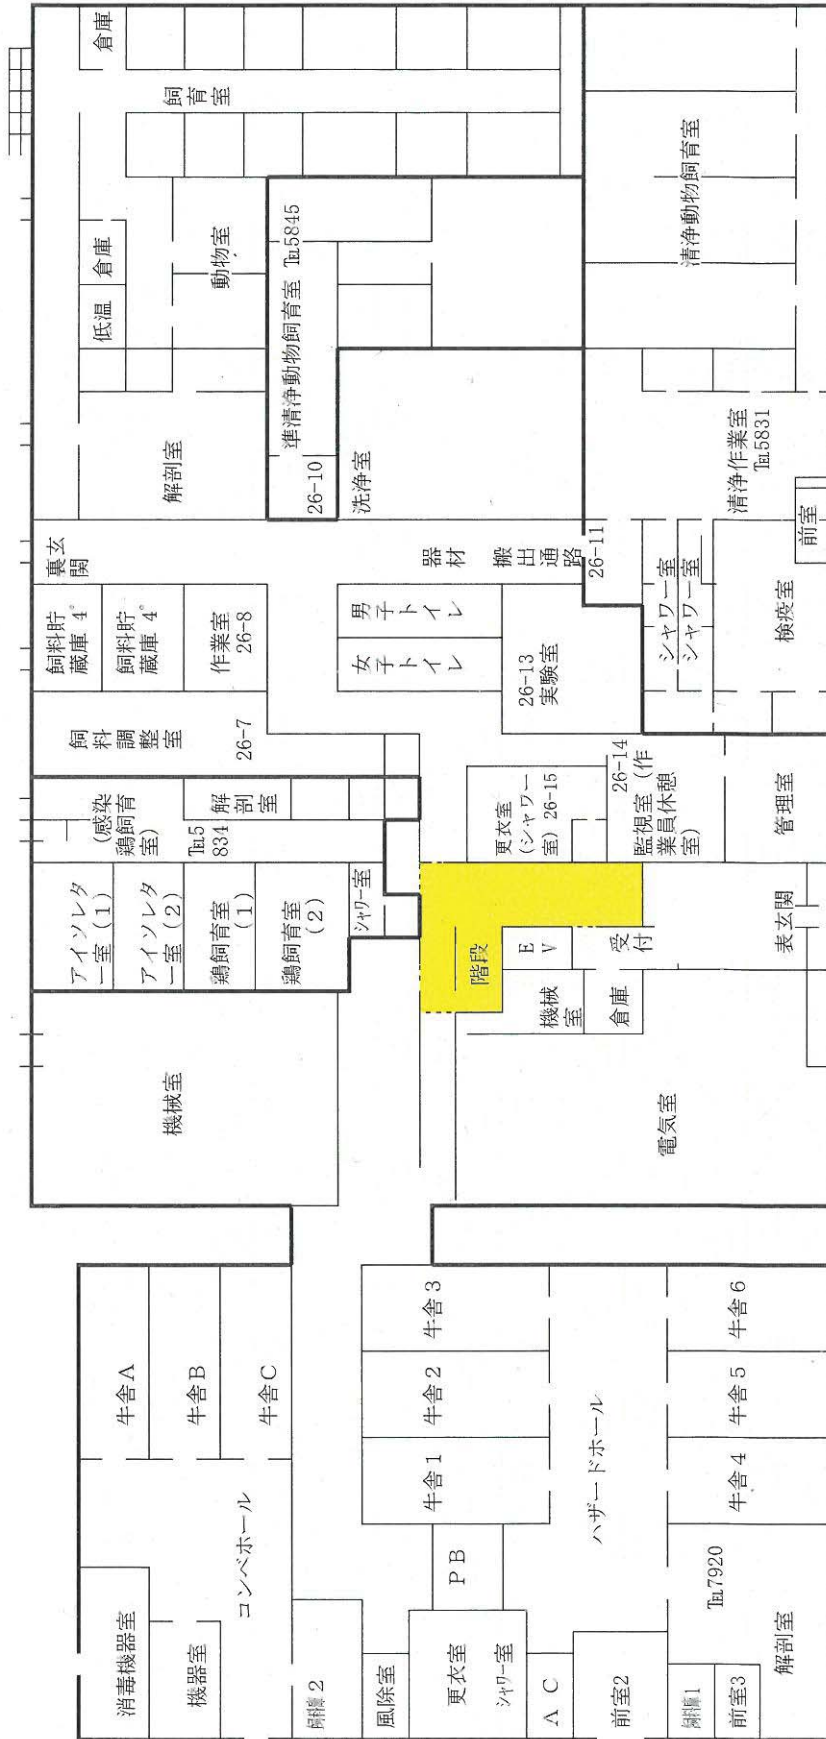 倉庫
飼育室
倉庫
低温
動物室
解剖室
準清浄動物飼育室 ℡5845
26-10
洗浄室
清浄動物飼育室
清浄作業室
℡5831
前室
裏玄
関
器材 搬出通路
26-11
飼料貯
蔵庫 4°
飼料貯
蔵庫 4°
作業室
26-8
男子トイレ
女子トイレ
26-13
実験室
シャワー室
シャワー室
検疫室
飼料調整室
26-7
(感染
鶏飼育
室)
℡5
834
解剖室
更衣室
(シャワー
室) 26-15
26-14
監視室 (作
業員休憩
室)
管理室
アイソレタ
ー室 (1)
アイソレタ
ー室 (2)
鶏飼育室
(1)
鶏飼育室
(2)
シャワー室
階段
EV
受付
表玄関
機械室
倉庫
機械室
電気室
牛舎A
牛舎B
牛舎C
コンベホール
消毒機器室
機器室
牛舎3
牛舎2
牛舎1
ハザードホール
牛舎6
牛舎5
牛舎4
PB
℡7920
解剖室
2
風除室
更衣室
シャワー室
AC
前室2
1
前室3